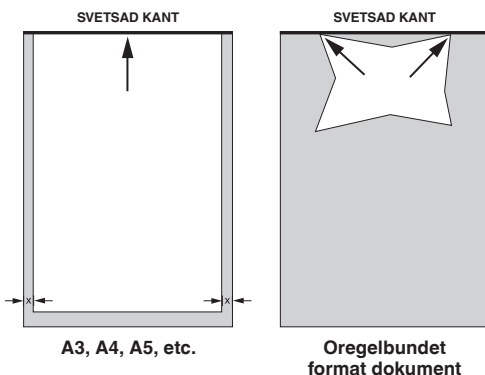 SVETSAD KANT
SVETSAD KANT
x
x
A3, A4, A5, etc.
Oregelbundet
format dokument